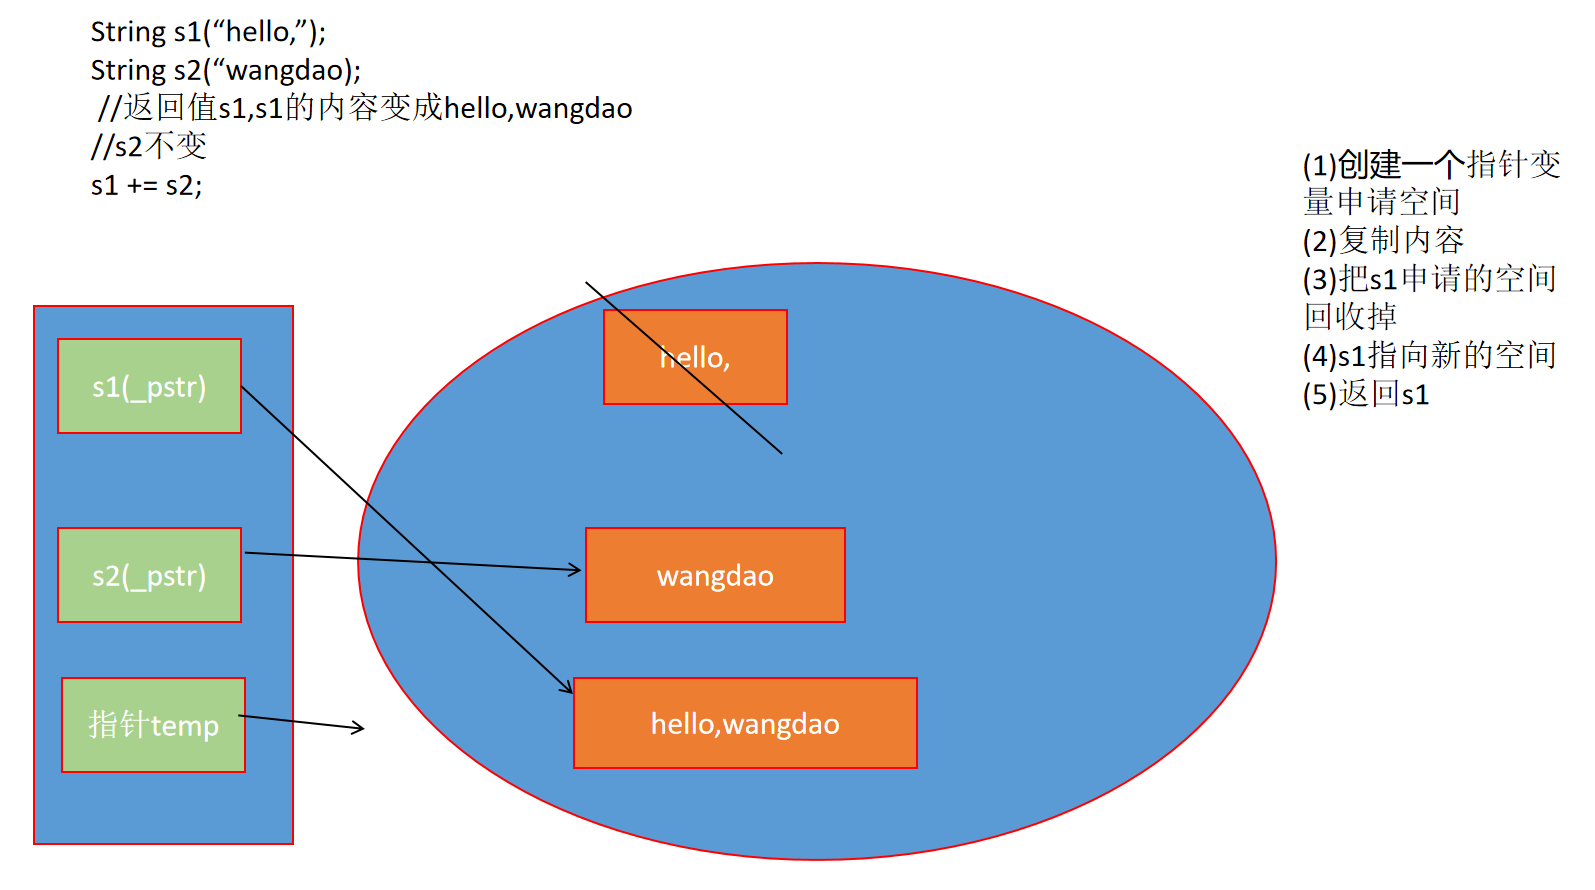 String s1(“hello,”);
String s2(“wangdao);
//返回值s1,s1的内容变成hello,wangdao
//s2不变
s1 += s2;
(1)创建一个指针变
量申请空间
(2)复制内容
(3)把s1申请的空间
回收掉
(4)s1指向新的空间
(5)返回s1
s1(_pstr)
hello,
s2(_pstr)
wangdao
指针temp
hello,wangdao